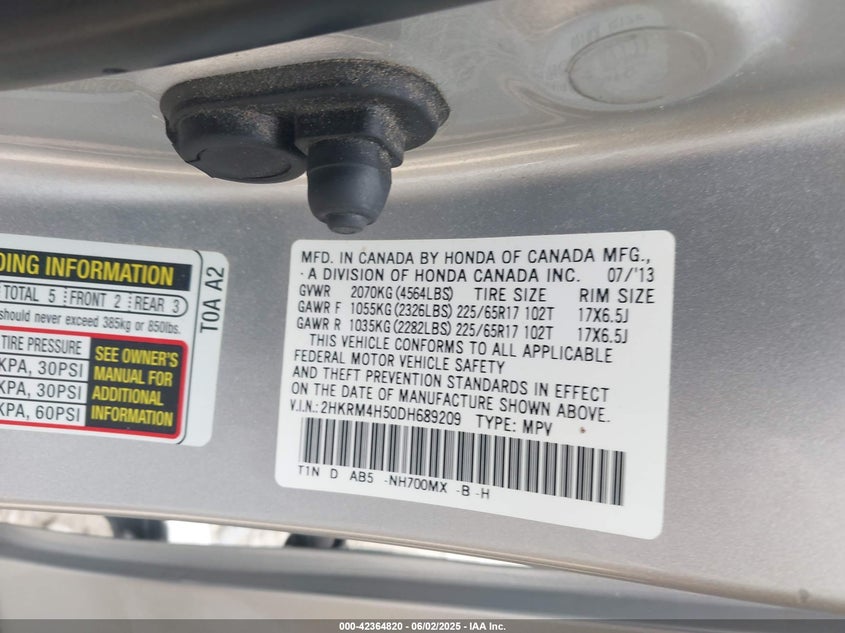 DING INFORMATION
TOTAL 5 FRONT 2 REAR 3
should never exceed 385kg or 850lbs.
TIRE PRESSURE
KPA, 30PSI
KPA, 30PSI
KPA, 60PSI
SEE OWNER'S
MANUAL FOR
ADDITIONAL
INFORMATION
T0A A2
MFD. IN CANADA BY HONDA OF CANADA MFG.,
A DIVISION OF HONDA CANADA INC. 07/'13
GVWR 2070KG(4564LBS) TIRE SIZE RIM SIZE
GAWR F 1055KG(2326LBS) 225/65R17 102T 17X6.5J
GAWR R 1035KG(2282LBS) 225/65R17 102T 17X6.5J
THIS VEHICLE CONFORMS TO ALL APPLICABLE
FEDERAL MOTOR VEHICLE SAFETY
AND THEFT PREVENTION STANDARDS IN EFFECT
ON THE DATE OF MANUFACTURE SHOWN ABOVE.
V.I.N.: 2HKRM4H50DH689209 TYPE: MPV
T1N D AB5 -NH700MX -B -H
000-42364820 - 06/02/2025 - IAA Inc.